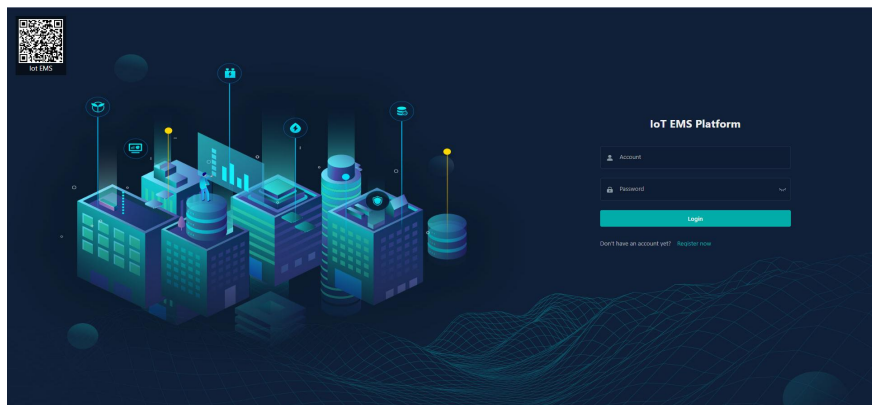 Iot EMS
IoT EMS Platform
Account
Password
Login
Don't have an account yet? Register now